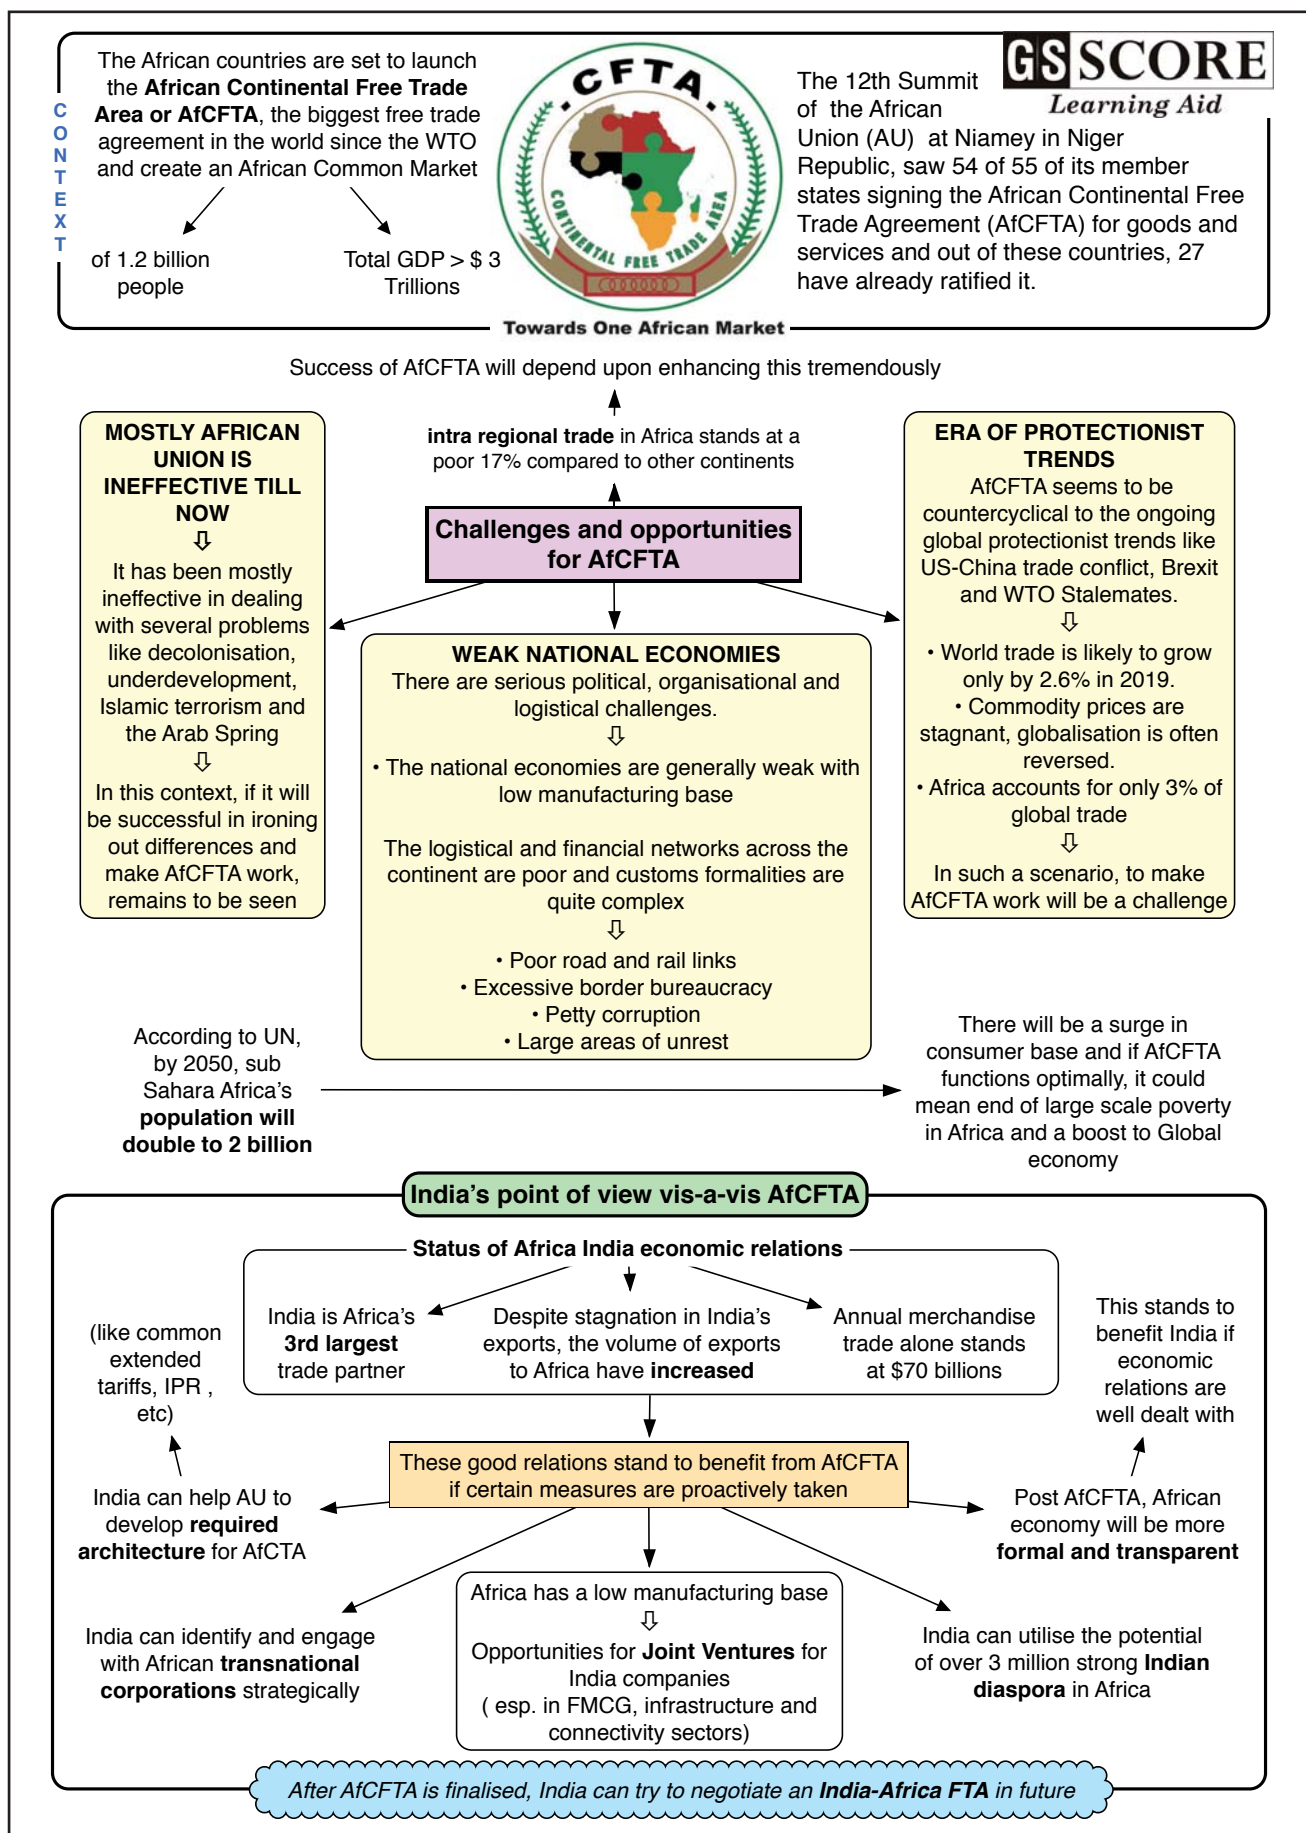 CONTEXT
The African countries are set to launch
the African Continental Free Trade
Area or AfCFTA, the biggest free trade
agreement in the world since the WTO
and create an African Common Market
of 1.2 billion
people
Total GDP > $ 3
Trillions
CFTA
CONTINENTAL FREE TRADE AREA
Towards One African Market
GS SCORE
Learning Aid
The 12th Summit
of the African
Union (AU) at Niamey in Niger
Republic, saw 54 of 55 of its member
states signing the African Continental Free
Trade Agreement (AfCFTA) for goods and
services and out of these countries, 27
have already ratified it.
Success of AfCFTA will depend upon enhancing this tremendously
intra regional trade in Africa stands at a
poor 17% compared to other continents
Challenges and opportunities
for AfCFTA
MOSTLY AFRICAN
UNION IS
INEFFECTIVE TILL
NOW
⇩
It has been mostly
ineffective in dealing
with several problems
like decolonisation,
underdevelopment,
Islamic terrorism and
the Arab Spring
⇩
In this context, if it will
be successful in ironing
out differences and
make AfCFTA work,
remains to be seen
WEAK NATIONAL ECONOMIES
There are serious political, organisational and
logistical challenges.
⇩
• The national economies are generally weak with
low manufacturing base
The logistical and financial networks across the
continent are poor and customs formalities are
quite complex
⇩
• Poor road and rail links
• Excessive border bureaucracy
• Petty corruption
• Large areas of unrest
ERA OF PROTECTIONIST
TRENDS
AfCFTA seems to be
countercyclical to the ongoing
global protectionist trends like
US-China trade conflict, Brexit
and WTO Stalemates.
⇩
• World trade is likely to grow
only by 2.6% in 2019.
• Commodity prices are
stagnant, globalisation is often
reversed.
• Africa accounts for only 3% of
global trade
⇩
In such a scenario, to make
AfCFTA work will be a challenge
According to UN,
by 2050, sub
Sahara Africa's
population will
double to 2 billion
There will be a surge in
consumer base and if AfCFTA
functions optimally, it could
mean end of large scale poverty
in Africa and a boost to Global
economy
India's point of view vis-a-vis AfCFTA
Status of Africa India economic relations
India is Africa's
3rd largest
trade partner
Despite stagnation in India's
exports, the volume of exports
to Africa have increased
Annual merchandise
trade alone stands
at $70 billions
(like common
extended
tariffs, IPR ,
etc)
This stands to
benefit India if
economic
relations are
well dealt with
These good relations stand to benefit from AfCFTA
if certain measures are proactively taken
India can help AU to
develop required
architecture for AfCTA
Post AfCFTA, African
economy will be more
formal and transparent
India can identify and engage
with African transnational
corporations strategically
Africa has a low manufacturing base
⇩
Opportunities for Joint Ventures for
India companies
( esp. in FMCG, infrastructure and
connectivity sectors)
India can utilise the potential
of over 3 million strong Indian
diaspora in Africa
After AfCFTA is finalised, India can try to negotiate an India-Africa FTA in future